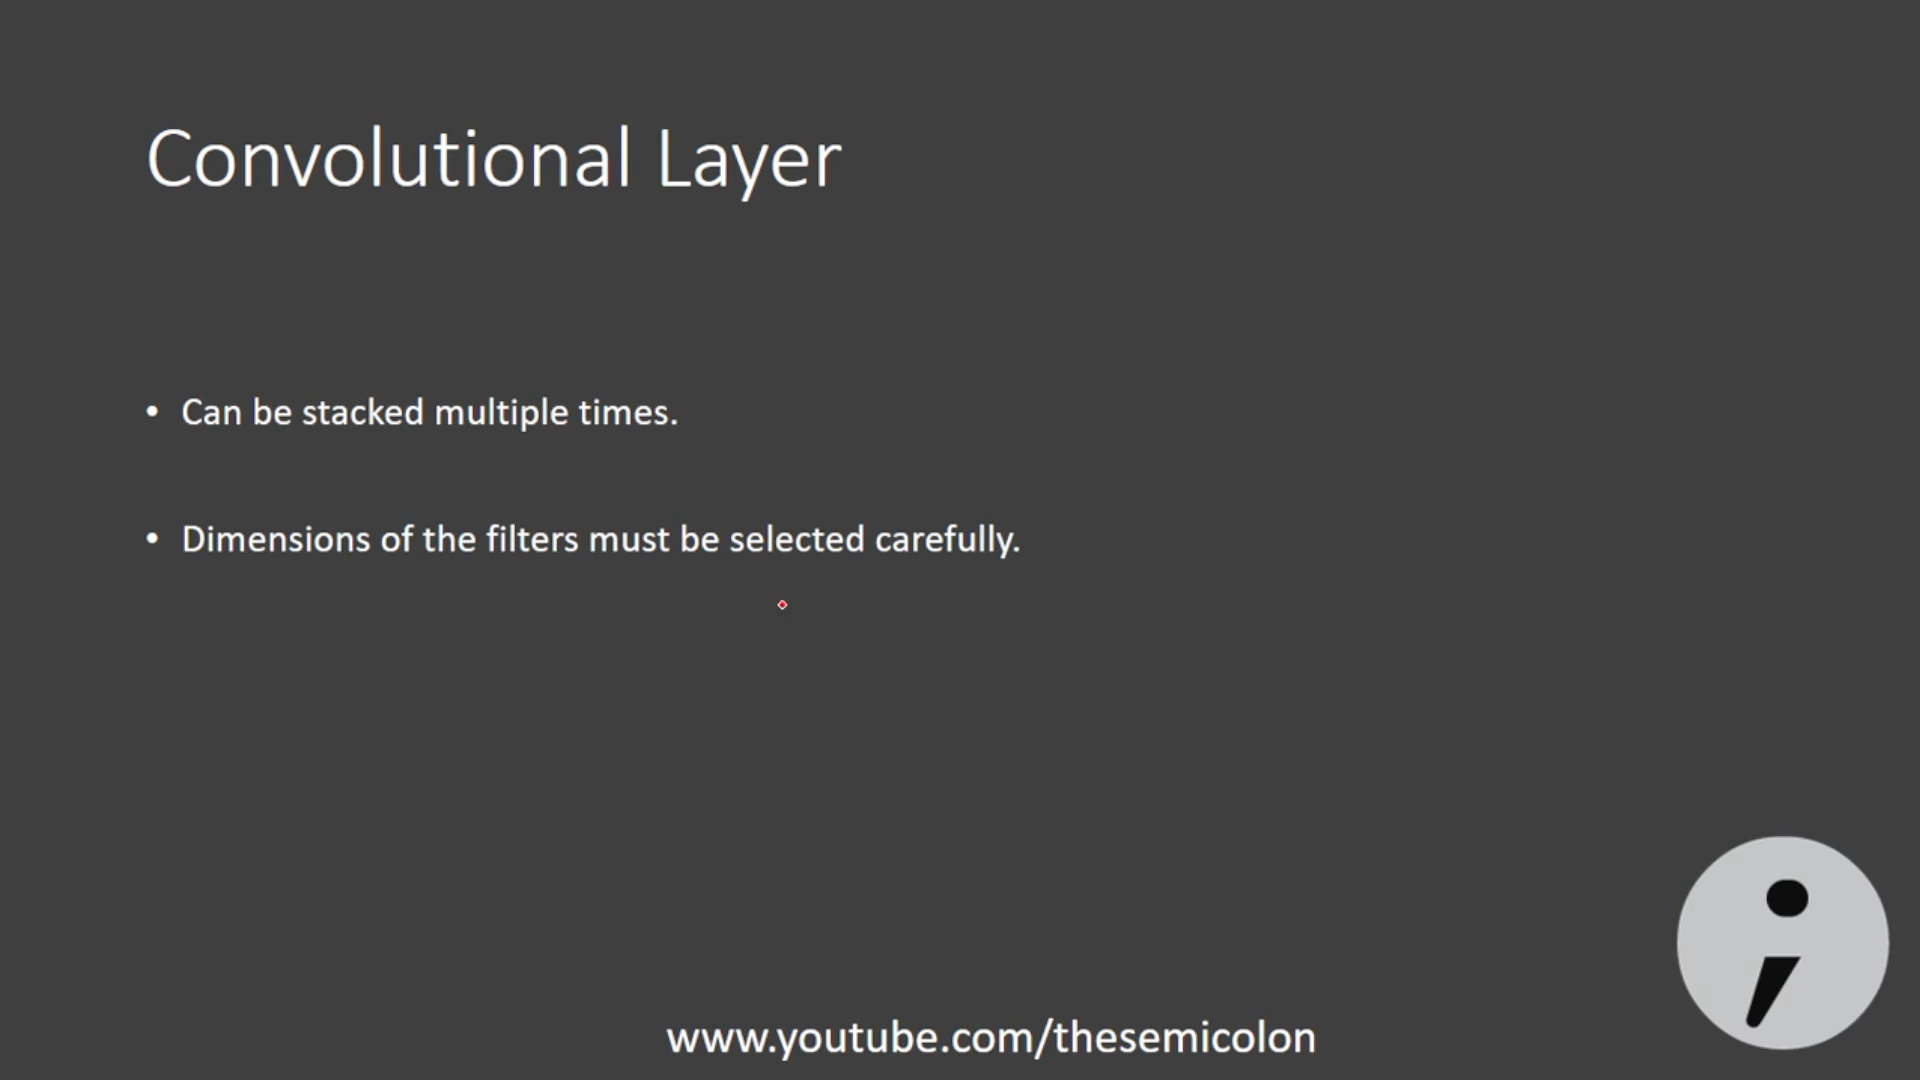 Convolutional Layer
• Can be stacked multiple times.
• Dimensions of the filters must be selected carefully.
www.youtube.com/thesemicolon